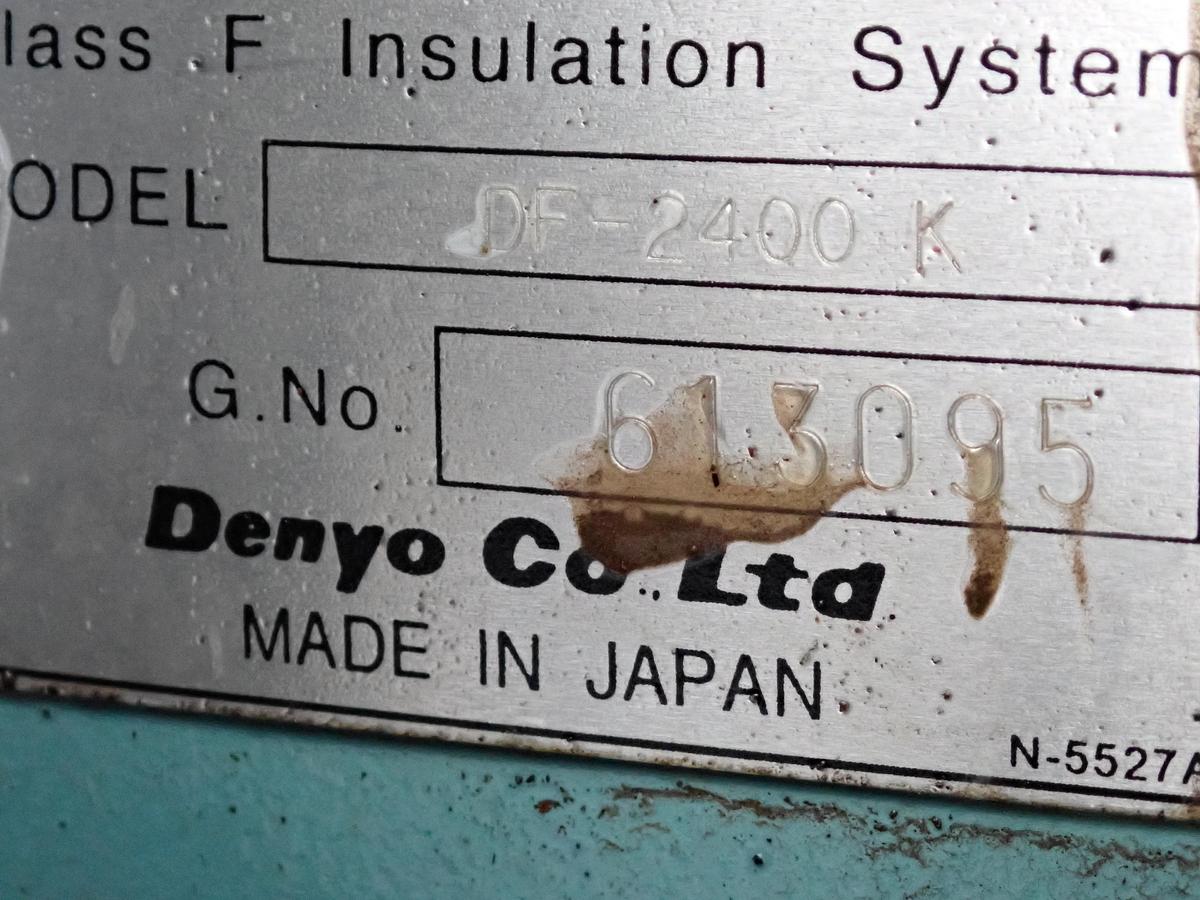 lass F Insulation System
ODEL DF-2400 K
G.No. 613095
Denyo Co., Ltd.
MADE IN JAPAN
N-5527A